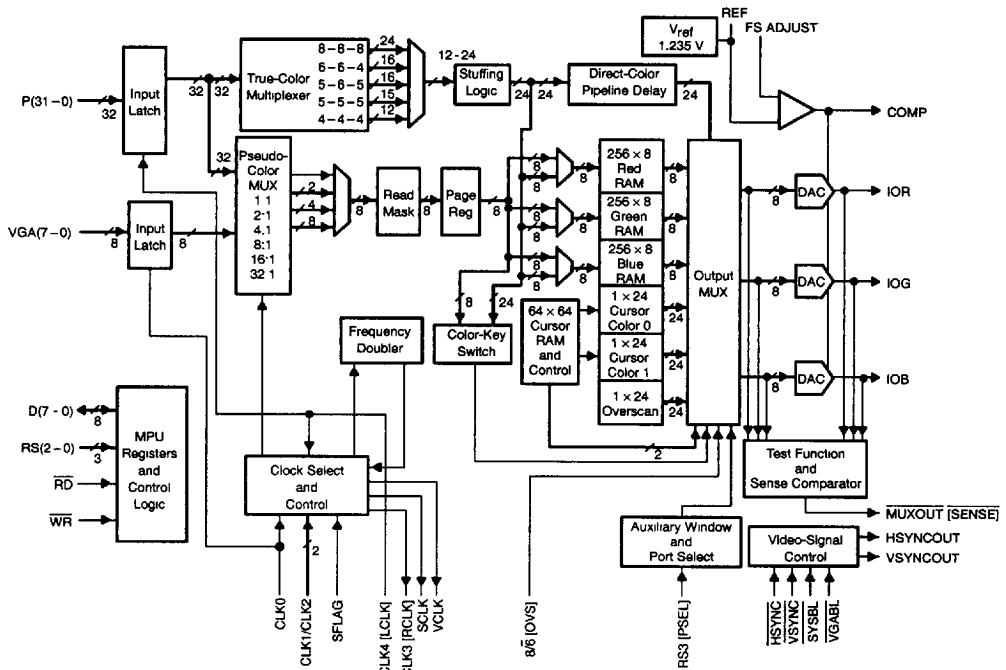 REF
FS ADJUST
Vref
1.235 V
8-8-8
24
6-6-4
16
5-6-5
16
5-5-5
15
4-4-4
12
True-Color
Multiplexer
12-24
Stuffing
Logic
24
24
Direct-Color
Pipeline Delay
24
P(31-0)
32
Input
Latch
32
32
COMP
32
Pseudo-
Color
MUX
1 1
2·1
4.1
8:1
16·1
32 1
2
4
8
8
Read
Mask
8
Page
Reg
8
8
8
8
8
8
8
8
8
8
256 × 8
Red
RAM
8
256 × 8
Green
RAM
8
256 × 8
Blue
RAM
8
1 × 24
Cursor
Color 0
24
1 × 24
Cursor
Color 1
24
1 × 24
Overscan
24
Output
MUX
8
DAC
IOR
8
DAC
IOG
8
DAC
IOB
VGA(7-0)
8
Input
Latch
8
8
24
Color-Key
Switch
64 × 64
Cursor
RAM
and
Control
2
Frequency
Doubler
D(7-0)
8
RS(2-0)
3
RD
WR
MPU
Registers
and
Control
Logic
Clock Select
and
Control
2
Test Function
and
Sense Comparator
MUXOUT [SENSE]
Auxiliary Window
and
Port Select
Video-Signal
Control
HSYNCOUT
VSYNCOUT
CLK0
CLK1/CLK2
SFLAG
CLK4 [LCLK]
CLK3 [RCLK]
SCLK
VCLK
8/6 [OVS]
RS3 [PSEL]
HSYNC
VSYNC
SYSBL
VGABL